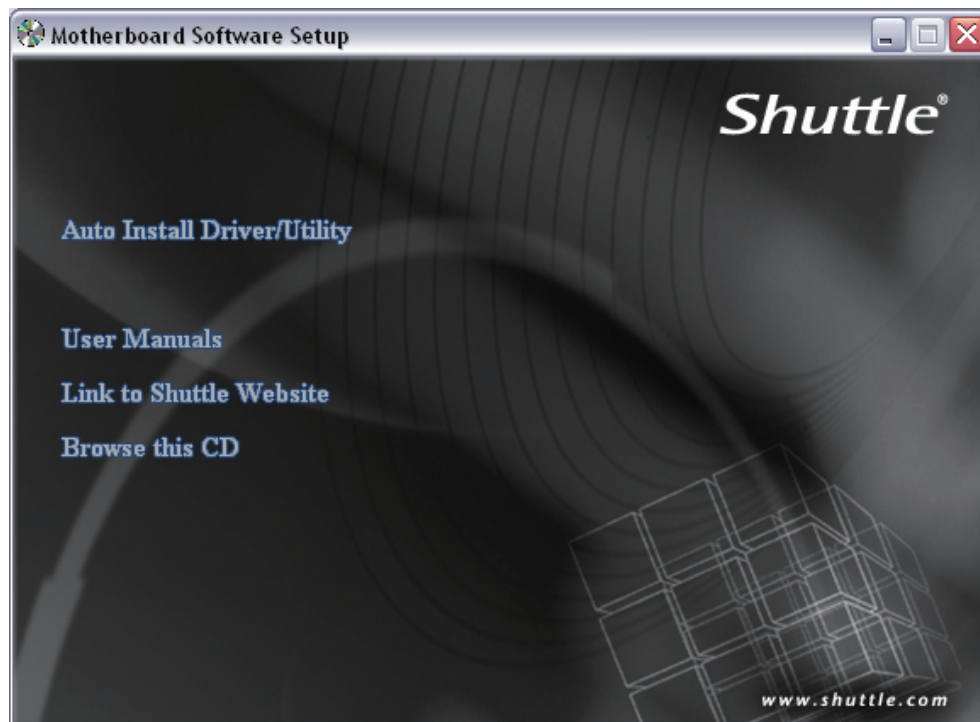 Motherboard Software Setup
Shuttle®
Auto Install Driver/Utility
User Manuals
Link to Shuttle Website
Browse this CD
www.shuttle.com